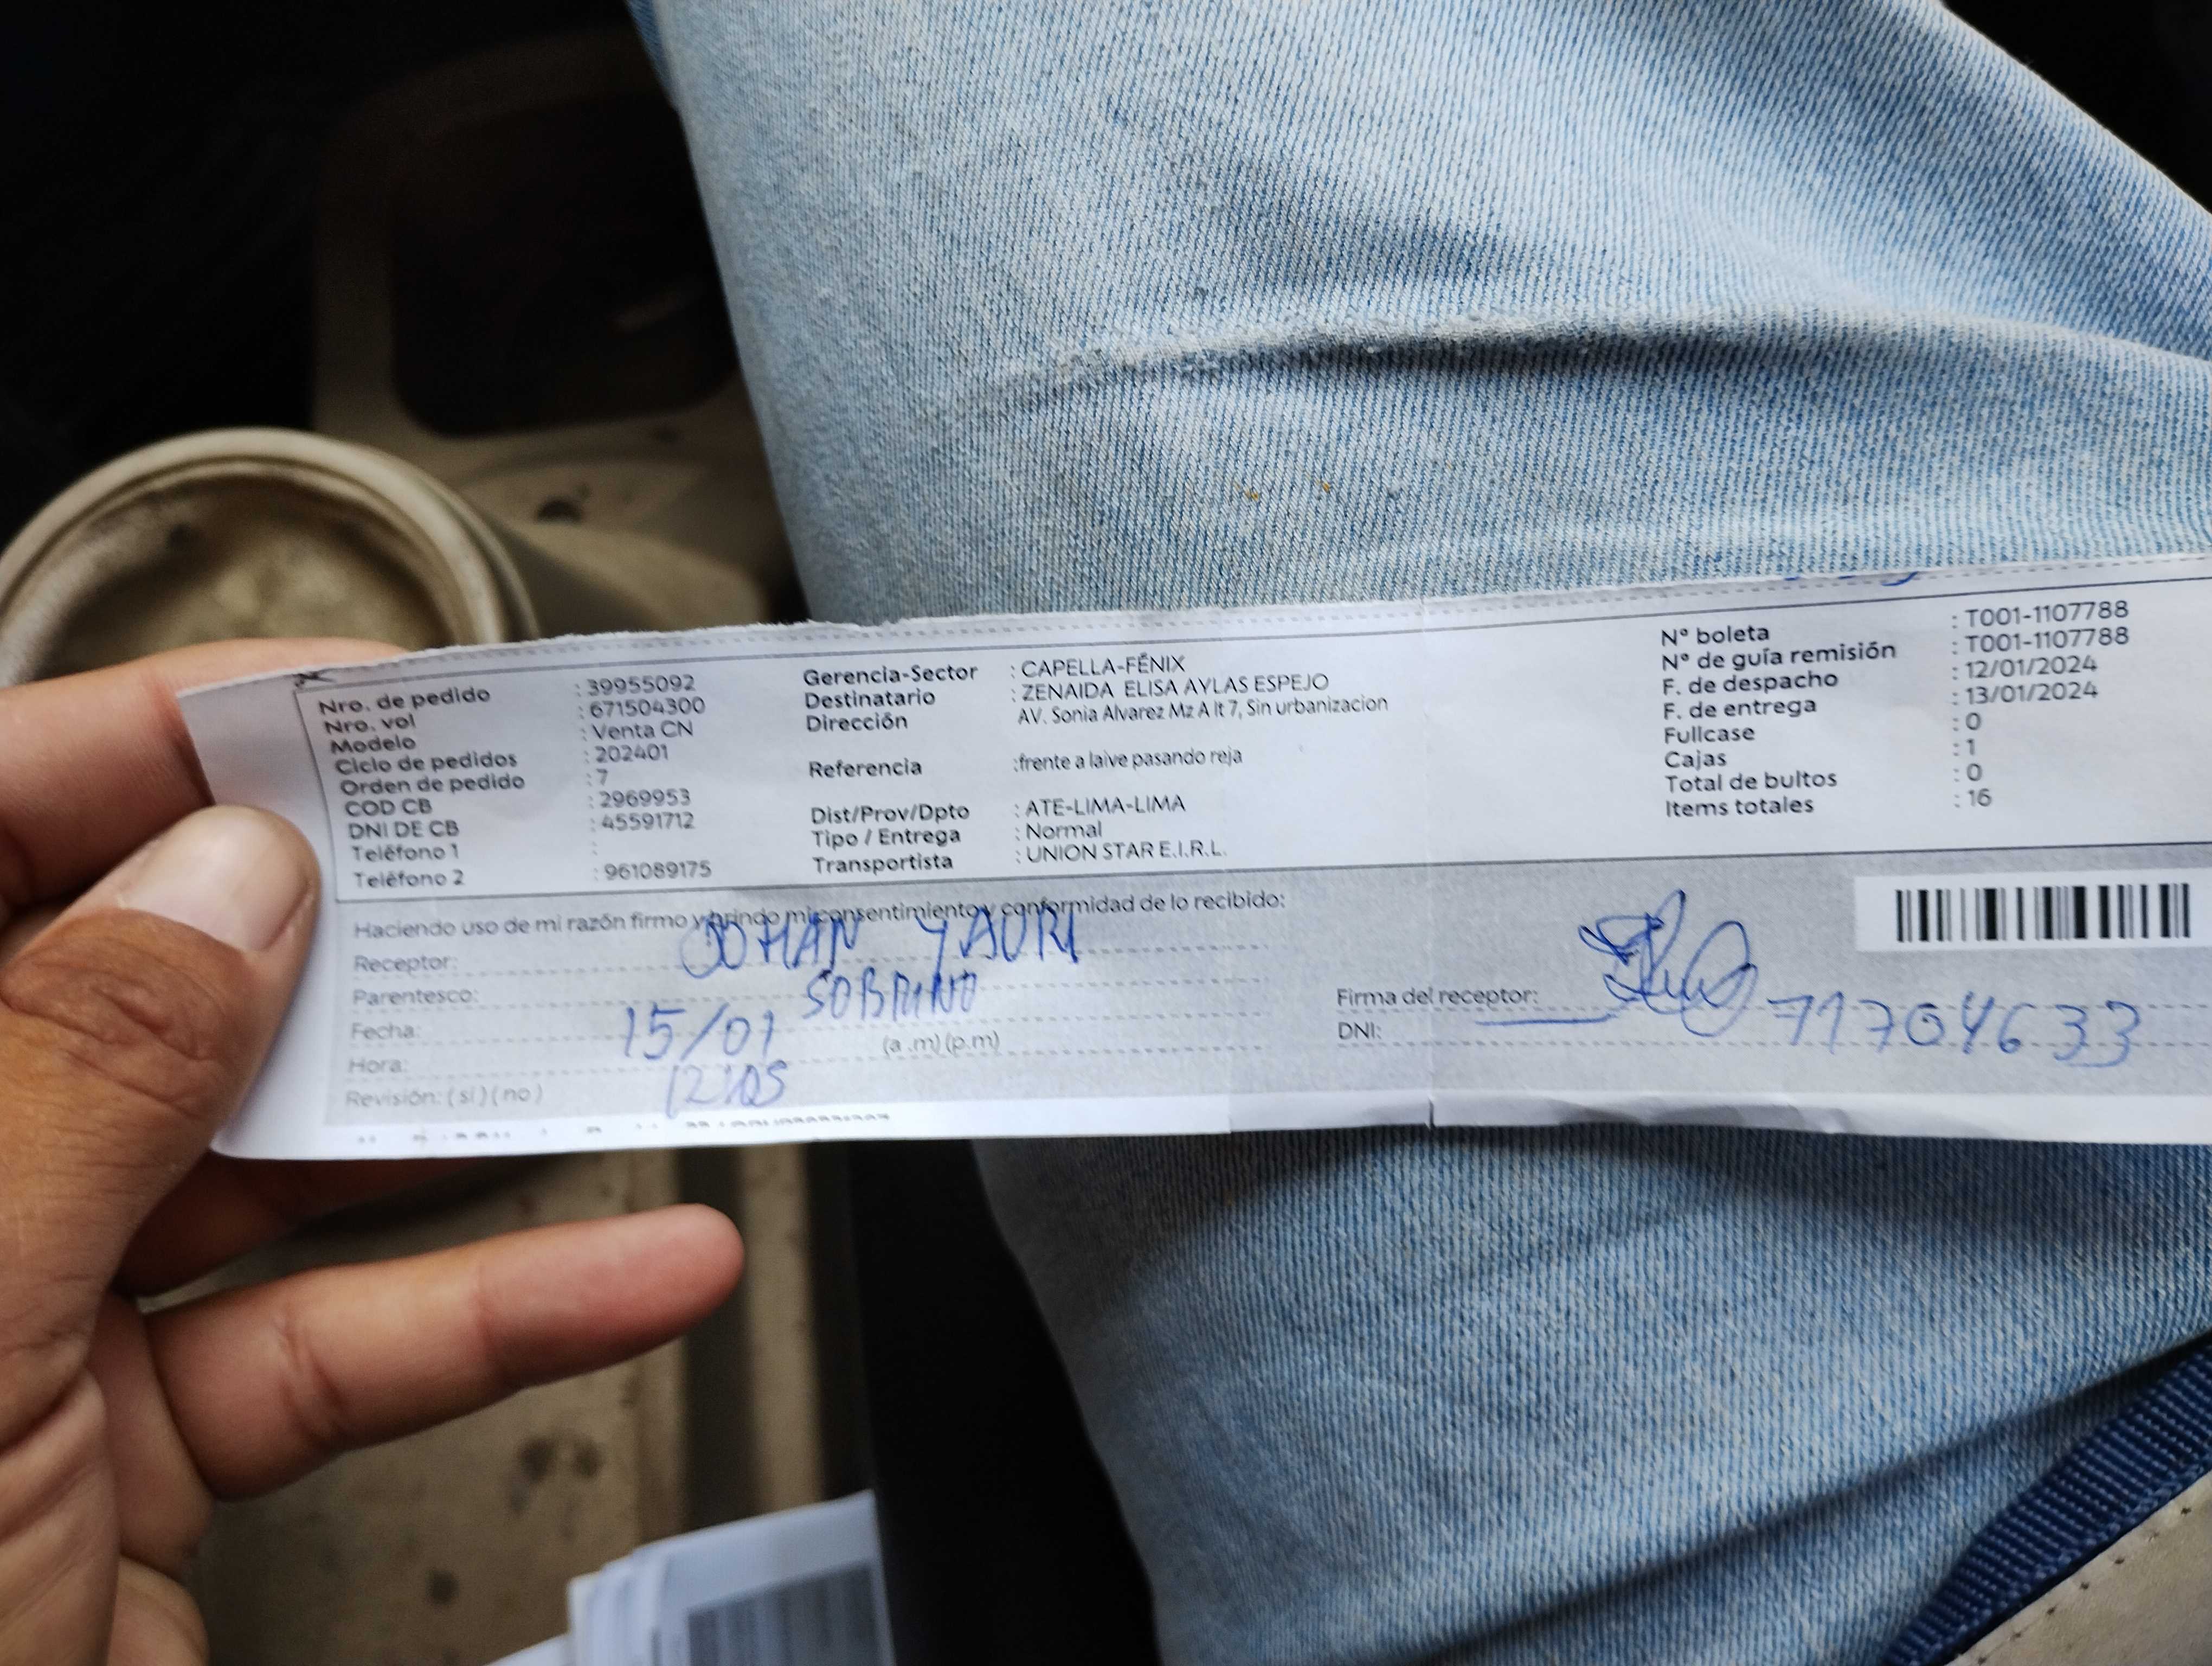 Nro. de pedido : 39955092
Nro. vol : 671504300
Modelo : Venta CN
Ciclo de pedidos : 202401
Orden de pedido : 7
COD CB : 2969953
DNI DE CB : 45591712
Teléfono 1 :
Teléfono 2 : 961089175
Gerencia-Sector : CAPELLA-FÉNIX
Destinatario : ZENAIDA ELISA AYLAS ESPEJO
Dirección AV. Sonia Alvarez Mz A lt 7, Sin urbanizacion
Referencia :frente a laive pasando reja
Dist/Prov/Dpto : ATE-LIMA-LIMA
Tipo / Entrega : Normal
Transportista : UNION STAR E.I.R.L.
N° boleta : T001-1107788
N° de guía remisión : T001-1107788
F. de despacho : 12/01/2024
F. de entrega : 13/01/2024
Fullcase : 0
Cajas : 1
Total de bultos : 0
Items totales : 16
Haciendo uso de mi razón firmo y brindo mi consentimiento y conformidad de lo recibido:
Receptor: JOHAN YAURI
Parentesco: SOBRINO
Fecha: 15/01
Hora: 12:05 (a .m) (p.m)
Revisión: ( si ) ( no )
Firma del receptor:
DNI: 71704633